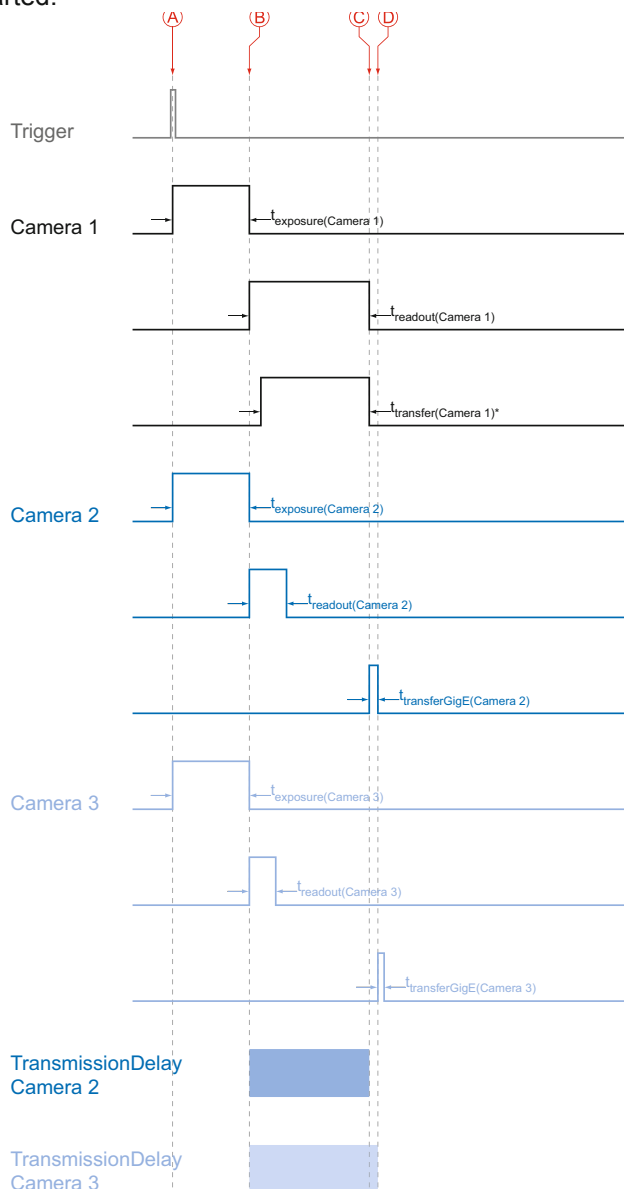 A B C D
Trigger
Camera 1
texposure(Camera 1)
treadout(Camera 1)
ttransfer(Camera 1)*
Camera 2
texposure(Camera 2)
treadout(Camera 2)
ttransferGigE(Camera 2)
Camera 3
texposure(Camera 3)
treadout(Camera 3)
ttransferGigE(Camera 3)
TransmissionDelay
Camera 2
TransmissionDelay
Camera 3